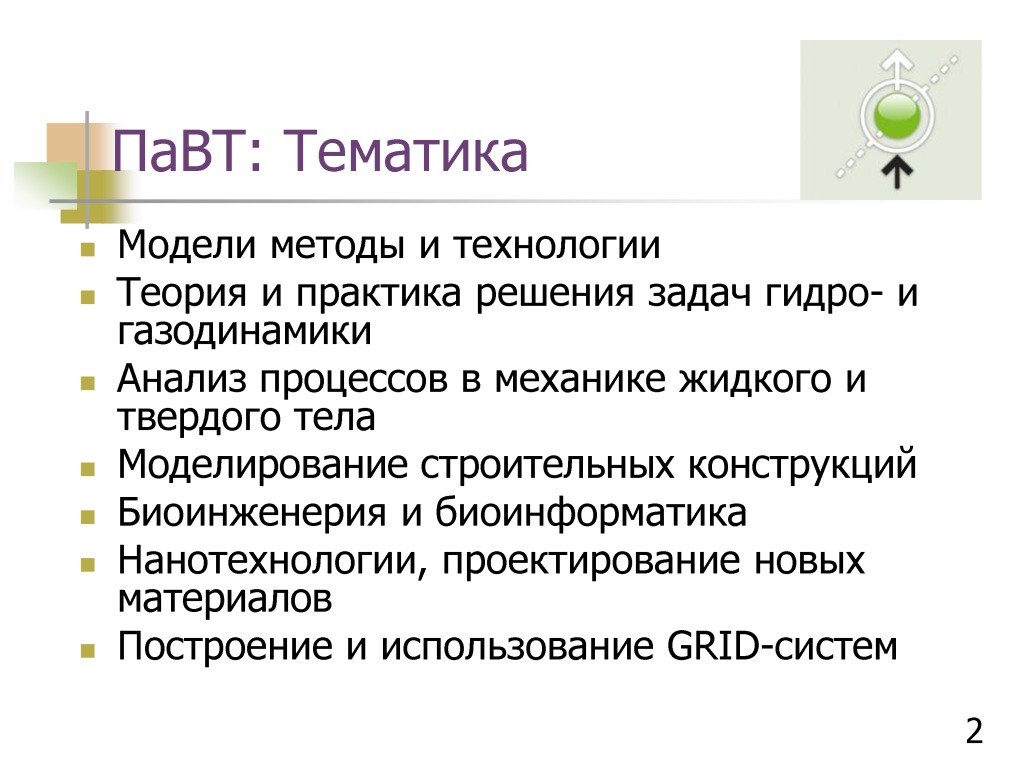 ПаВТ: Тематика
Модели методы и технологии
Теория и практика решения задач гидро- и
газодинамики
Анализ процессов в механике жидкого и
твердого тела
Моделирование строительных конструкций
Биоинженерия и биоинформатика
Нанотехнологии, проектирование новых
материалов
Построение и использование GRID-систем
2